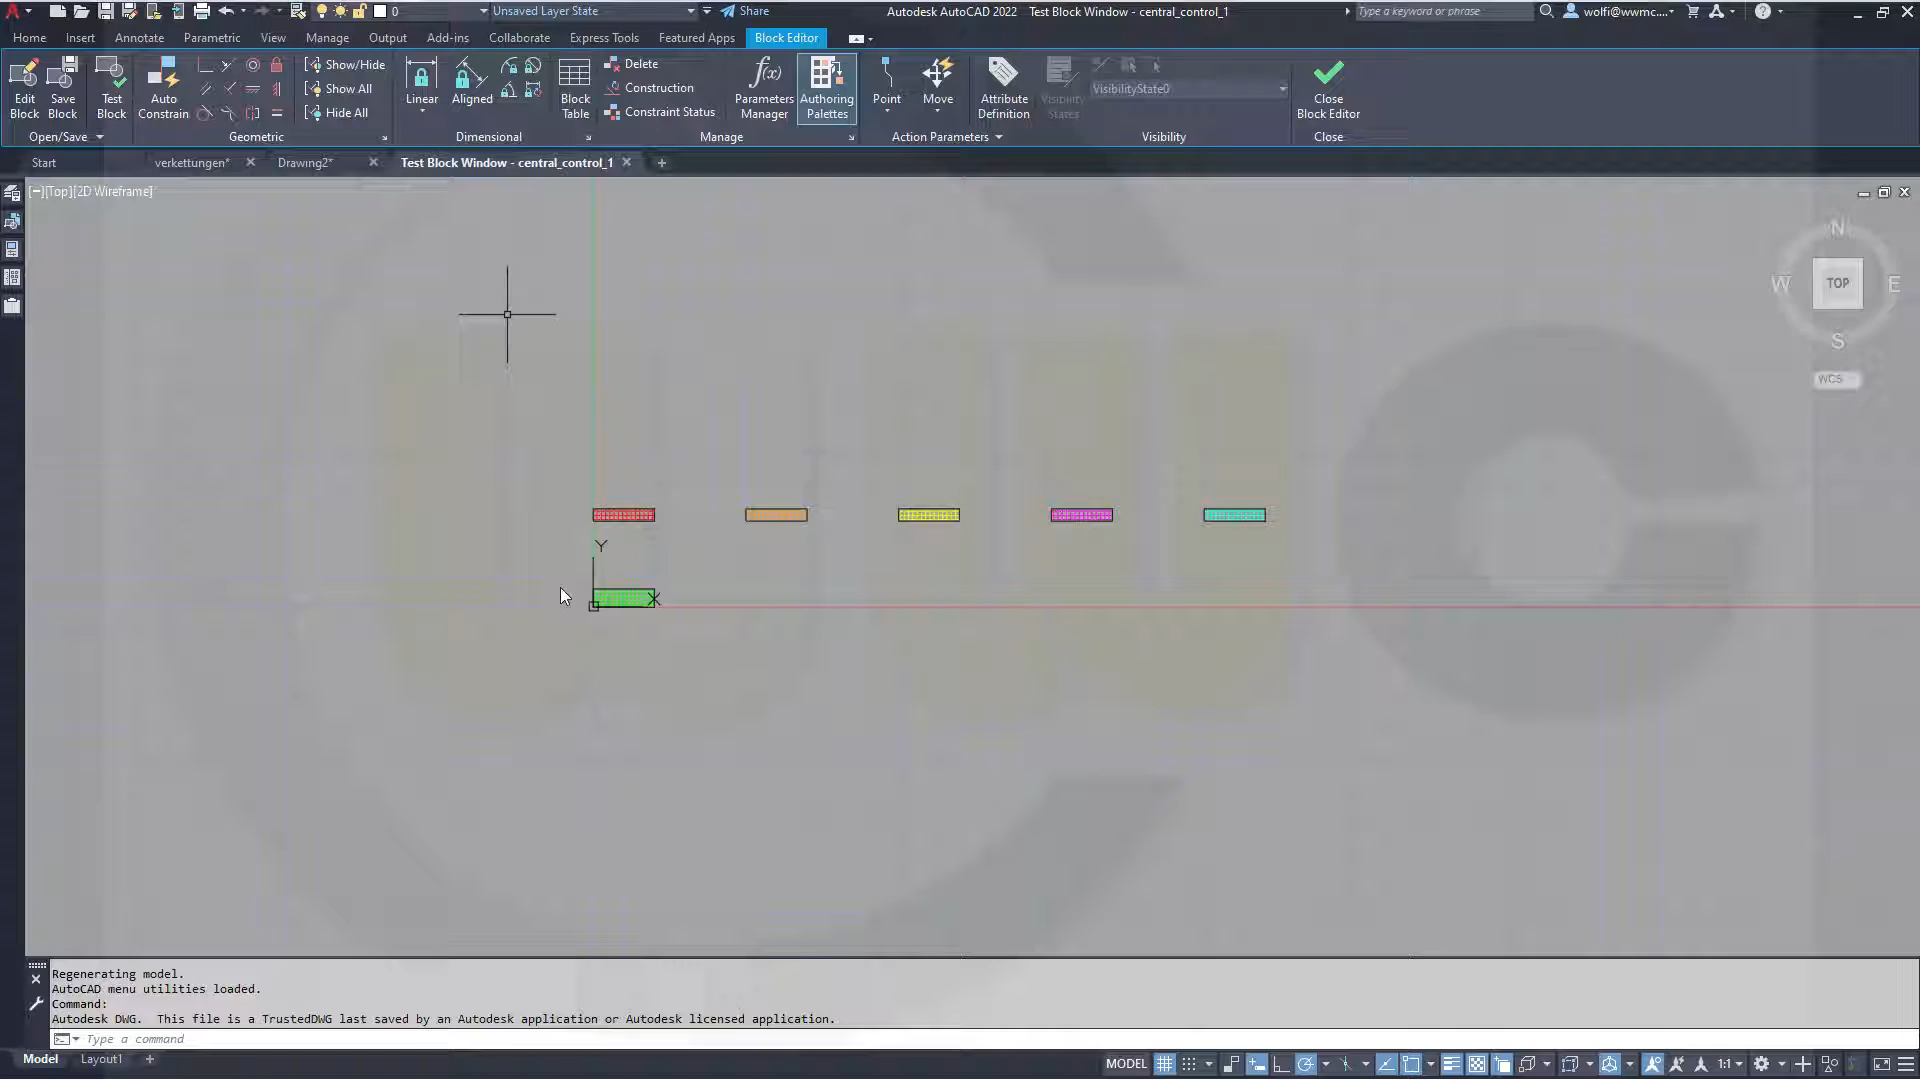 0
Unsaved Layer State
Share
Autodesk AutoCAD 2022 Test Block Window - central_control_1
Type a keyword or phrase
wolfi@wwmc....
Home Insert Annotate Parametric View Manage Output Add-ins Collaborate Express Tools Featured Apps Block Editor
Edit Block
Save Block
Test Block
Auto Constrain
Show/Hide
Show All
Hide All
Linear
Aligned
Block Table
Delete
Construction
Constraint Status
f(x)
Parameters Manager
Authoring Palettes
Point
Move
Attribute Definition
Visibility States
VisibilityState0
Close Block Editor
Open/Save
Geometric
Dimensional
Manage
Action Parameters
Visibility
Close
Start
verkettungen*
Drawing2*
Test Block Window - central_control_1
[−][Top][2D Wireframe]
N
W
TOP
E
S
WCS
Y
X
Regenerating model.
AutoCAD menu utilities loaded.
Command:
Autodesk DWG. This file is a TrustedDWG last saved by an Autodesk application or Autodesk licensed application.
Type a command
Model
Layout1
MODEL
1:1